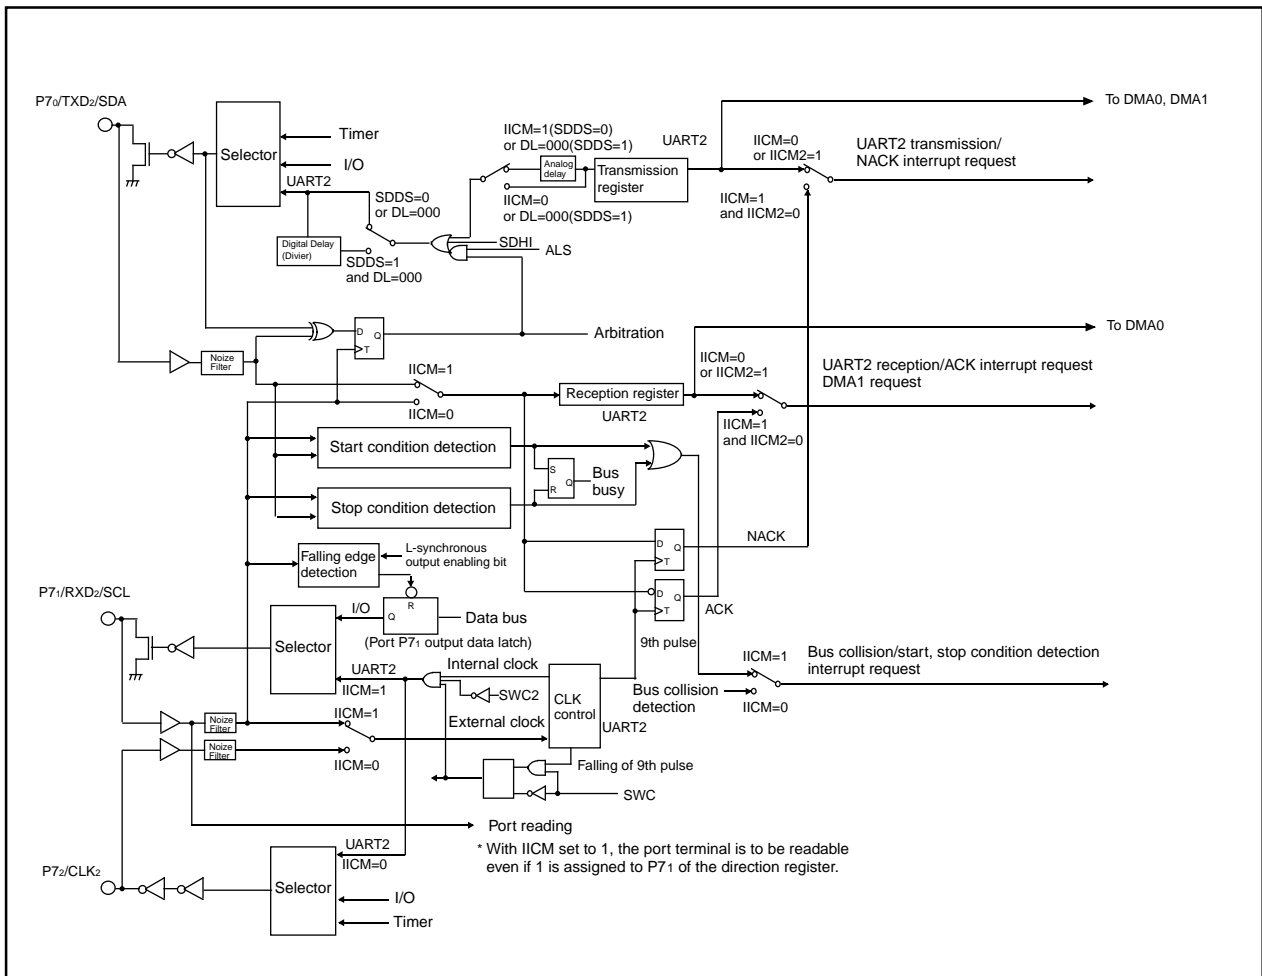 P70/TXD2/SDA
Selector
Timer
I/O
UART2
SDDS=0
or DL=000
Digital Delay
(Divier)
SDDS=1
and DL=000
IICM=1(SDDS=0)
or DL=000(SDDS=1)
Analog
delay
IICM=0
or DL=000(SDDS=1)
SDHI
ALS
UART2
Transmission
register
To DMA0, DMA1
IICM=0
or IICM2=1
UART2 transmission/
NACK interrupt request
IICM=1
and IICM2=0
D
Q
T
Arbitration
Noize
Filter
IICM=1
IICM=0
Reception register
UART2
To DMA0
IICM=0
or IICM2=1
UART2 reception/ACK interrupt request
DMA1 request
IICM=1
and IICM2=0
Start condition detection
Stop condition detection
S
R
Q
Bus
busy
Falling edge
detection
L-synchronous
output enabling bit
D
Q
T
NACK
D
Q
T
ACK
9th pulse
P71/RXD2/SCL
Selector
I/O
R
Q
Data bus
(Port P71 output data latch)
UART2
IICM=1
Internal clock
SWC2
External clock
CLK
control
UART2
Bus collision
detection
IICM=1
IICM=0
Bus collision/start, stop condition detection
interrupt request
Noize
Filter
Noize
Filter
IICM=1
IICM=0
Falling of 9th pulse
SWC
Port reading
* With IICM set to 1, the port terminal is to be readable
even if 1 is assigned to P71 of the direction register.
P72/CLK2
UART2
IICM=0
Selector
I/O
Timer